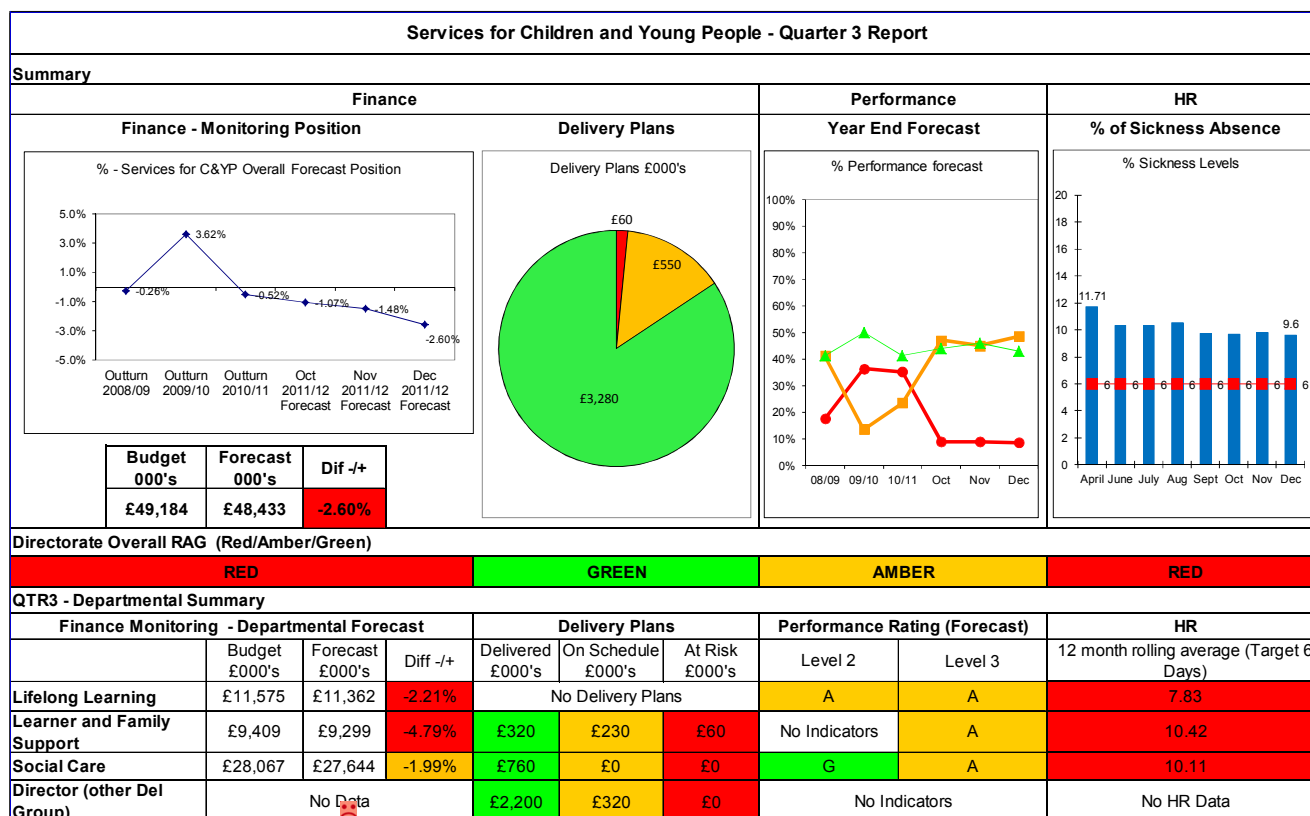 Services for Children and Young People - Quarter 3 Report
Summary
Finance
Performance
HR
Finance - Monitoring Position
Delivery Plans
Year End Forecast
% of Sickness Absence
% - Services for C&YP Overall Forecast Position
5.0%
3.0%
1.0%
-1.0%
-3.0%
-5.0%
-0.26%
3.62%
-0.52%
-1.07%
-1.48%
-2.60%
Outturn 2008/09
Outturn 2009/10
Outturn 2010/11
Oct 2011/12 Forecast
Nov 2011/12 Forecast
Dec 2011/12 Forecast
Budget 000's
Forecast 000's
Dif -/+
£49,184
£48,433
-2.60%
Delivery Plans £000's
£60
£550
£3,280
% Performance forecast
100%
90%
80%
70%
60%
50%
40%
30%
20%
10%
0%
08/09 09/10 10/11 Oct Nov Dec
% Sickness Levels
20
18
16
14
12
10
8
6
4
2
0
11.71
9.6
6 6 6 6 6 6 6 6
April June July Aug Sept Oct Nov Dec
Directorate Overall RAG (Red/Amber/Green)
RED GREEN AMBER RED
QTR3 - Departmental Summary
Finance Monitoring - Departmental Forecast
Delivery Plans
Performance Rating (Forecast)
HR
Budget £000's
Forecast £000's
Diff -/+
Delivered £000's
On Schedule £000's
At Risk £000's
Level 2
Level 3
12 month rolling average (Target 6 Days)
Lifelong Learning £11,575 £11,362 -2.21% No Delivery Plans A A 7.83
Learner and Family Support £9,409 £9,299 -4.79% £320 £230 £60 No Indicators A 10.42
Social Care £28,067 £27,644 -1.99% £760 £0 £0 G A 10.11
Director (other Del Group) No Data £2,200 £320 £0 No Indicators No HR Data